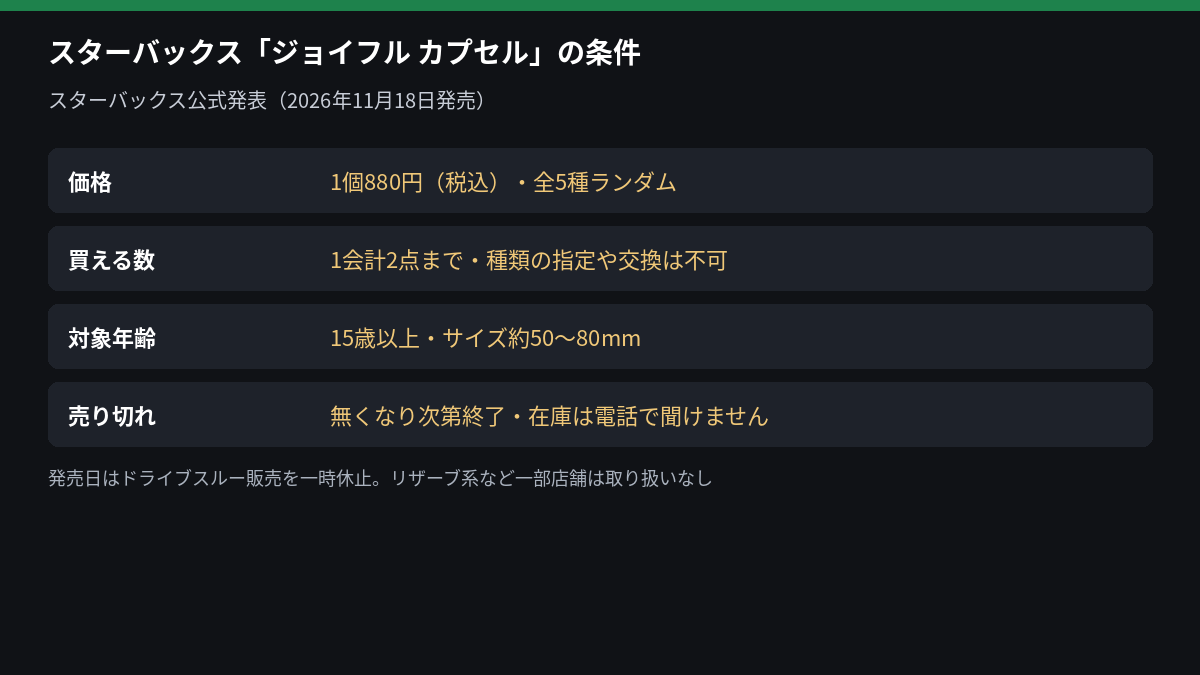 スターバックス「ジョイフル カプセル」の条件
スターバックス公式発表（2026年11月18日発売）
価格 1個880円（税込）・全5種ランダム
買える数 1会計2点まで・種類の指定や交換は不可
対象年齢 15歳以上・サイズ約50〜80mm
売り切れ 無くなり次第終了・在庫は電話で聞けません
発売日はドライブスルー販売を一時休止。リザーブ系など一部店舗は取り扱いなし